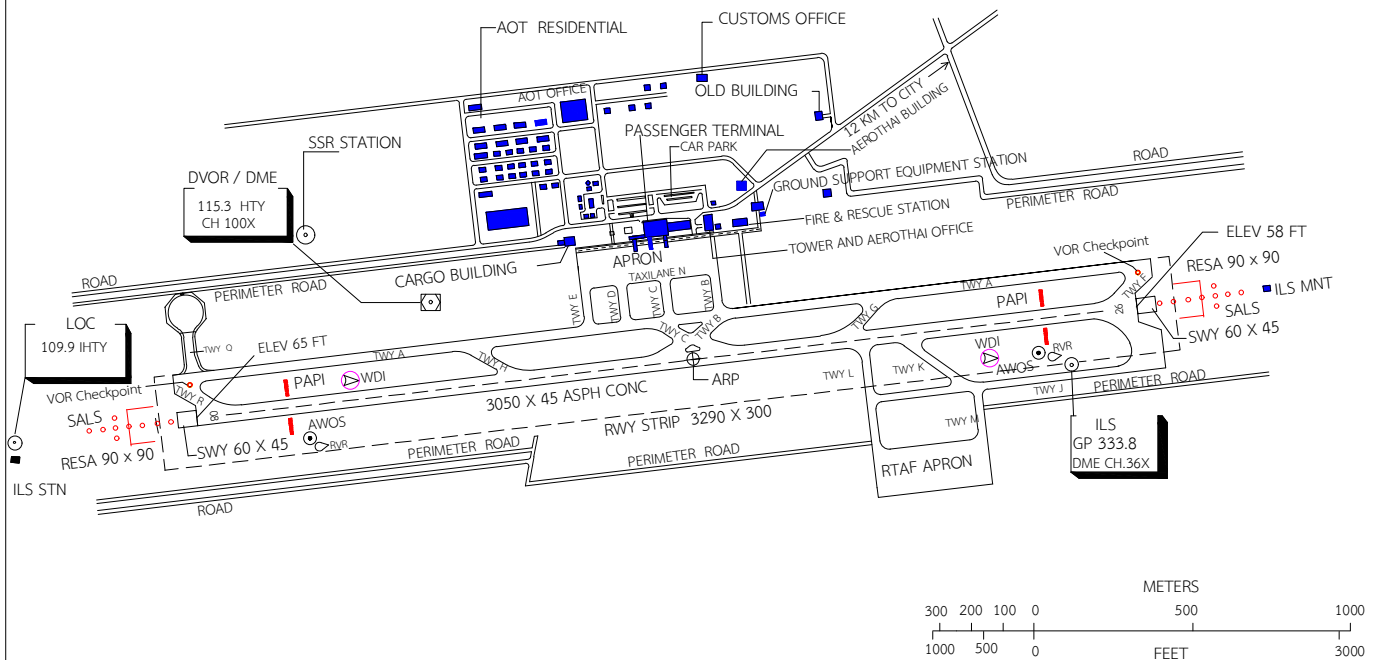 CUSTOMS OFFICE
AOT RESIDENTIAL
AOT OFFICE
OLD BUILDING
12 KM TO CITY
AEROTHAI BUILDING
SSR STATION
PASSENGER TERMINAL
CAR PARK
ROAD
GROUND SUPPORT EQUIPMENT STATION
PERIMETER ROAD
DVOR / DME
115.3 HTY
CH 100X
FIRE & RESCUE STATION
TOWER AND AEROTHAI OFFICE
ELEV 58 FT
VOR Checkpoint
RESA 90 x 90
CARGO BUILDING
APRON
TAXILANE N
ROAD
PERIMETER ROAD
TWY E
TWY D
TWY C
TWY B
TWY A
TWY F
PAPI
ILS MNT
SALS
SWY 60 X 45
26
LOC
109.9 IHTY
TWY Q
ELEV 65 FT
TWY A
TWY H
TWY C
TWY B
TWY G
WDI
RVR
AWOS
VOR Checkpoint
TWY R
PAPI
WDI
ARP
TWY L
TWY K
TWY J
PERIMETER ROAD
SALS
08
3050 X 45 ASPH CONC
RWY STRIP 3290 X 300
AWOS
RVR
SWY 60 X 45
RESA 90 x 90
PERIMETER ROAD
PERIMETER ROAD
TWY M
RTAF APRON
ILS
GP 333.8
DME CH.36X
ILS STN
ROAD
METERS
300 200 100 0 500 1000
1000 500 0 3000
FEET